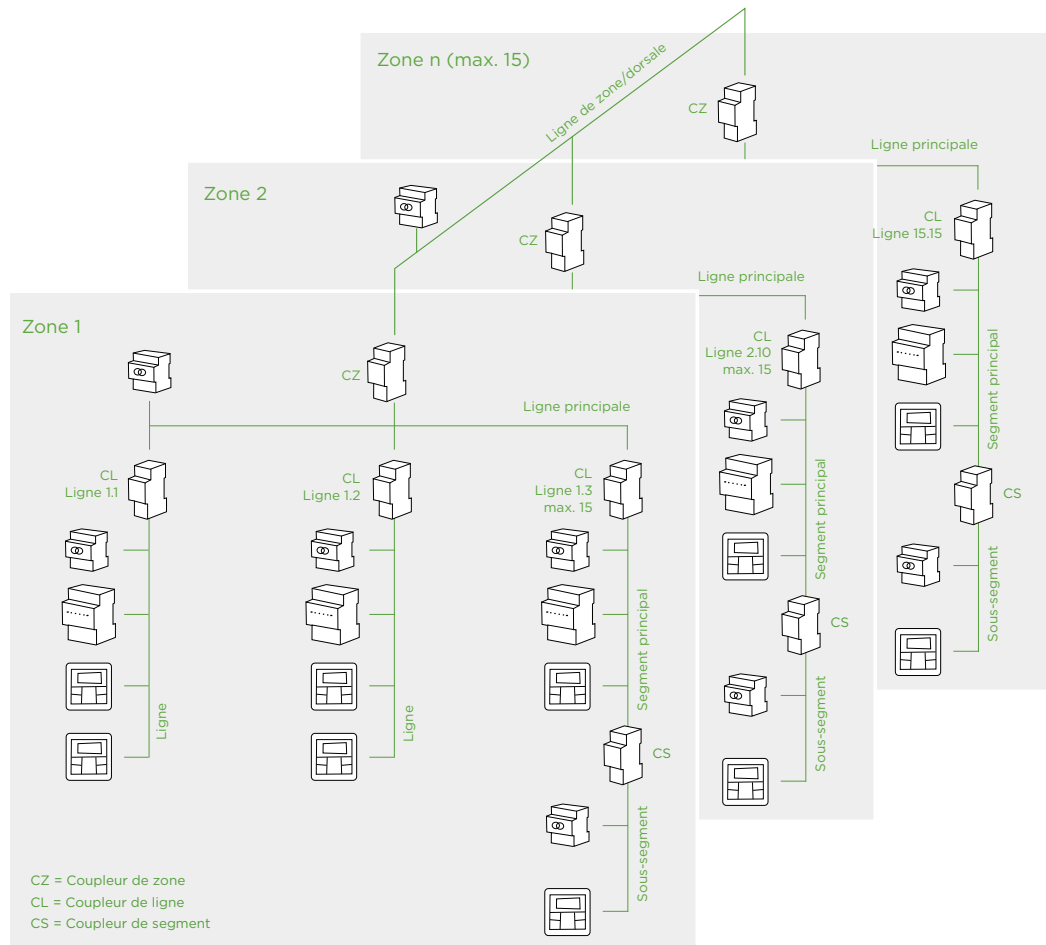 Zone n (max. 15)
Ligne de zone/dorsale
CZ
Ligne principale
CL
Ligne 15.15
Segment principal
CS
Sous-segment
Zone 2
CZ
Ligne principale
CL
Ligne 2.10
max. 15
Segment principal
CS
Sous-segment
Zone 1
CZ
Ligne principale
CL
Ligne 1.1
Ligne
CL
Ligne 1.2
Ligne
CL
Ligne 1.3
max. 15
Segment principal
CS
Sous-segment
CZ = Coupleur de zone
CL = Coupleur de ligne
CS = Coupleur de segment